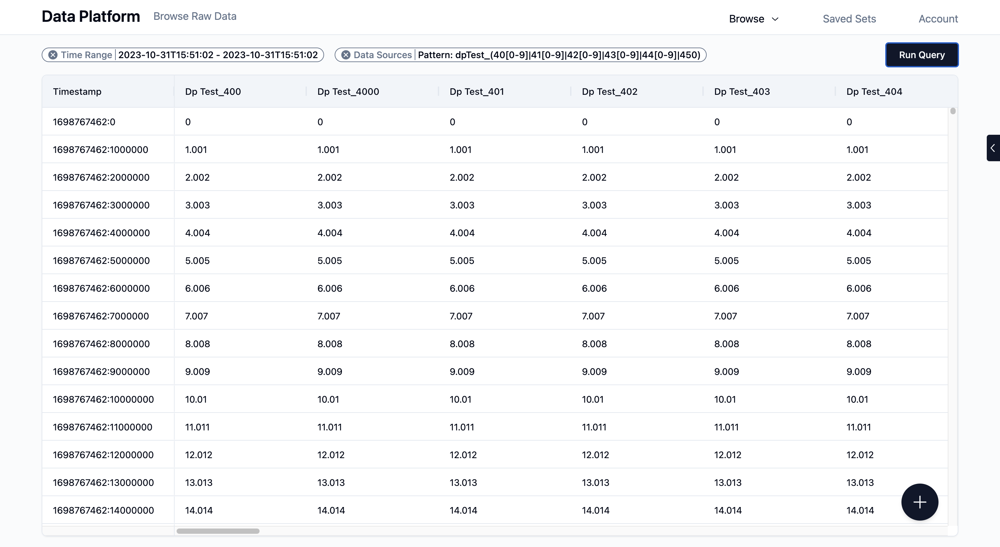 Data Platform Browse Raw Data Browse Saved Sets Account
Time Range 2023-10-31T15:51:02 - 2023-10-31T15:51:02 Data Sources Pattern: dpTest_(40[0-9]|41[0-9]|42[0-9]|43[0-9]|44[0-9]|450) Run Query
Timestamp Dp Test_400 Dp Test_4000 Dp Test_401 Dp Test_402 Dp Test_403 Dp Test_404
1698767462:0 0 0 0 0 0 0
1698767462:1000000 1.001 1.001 1.001 1.001 1.001 1.001
1698767462:2000000 2.002 2.002 2.002 2.002 2.002 2.002
1698767462:3000000 3.003 3.003 3.003 3.003 3.003 3.003
1698767462:4000000 4.004 4.004 4.004 4.004 4.004 4.004
1698767462:5000000 5.005 5.005 5.005 5.005 5.005 5.005
1698767462:6000000 6.006 6.006 6.006 6.006 6.006 6.006
1698767462:7000000 7.007 7.007 7.007 7.007 7.007 7.007
1698767462:8000000 8.008 8.008 8.008 8.008 8.008 8.008
1698767462:9000000 9.009 9.009 9.009 9.009 9.009 9.009
1698767462:10000000 10.01 10.01 10.01 10.01 10.01 10.01
1698767462:11000000 11.011 11.011 11.011 11.011 11.011 11.011
1698767462:12000000 12.012 12.012 12.012 12.012 12.012 12.012
1698767462:13000000 13.013 13.013 13.013 13.013 13.013 13.013
1698767462:14000000 14.014 14.014 14.014 14.014 14.014 14.014